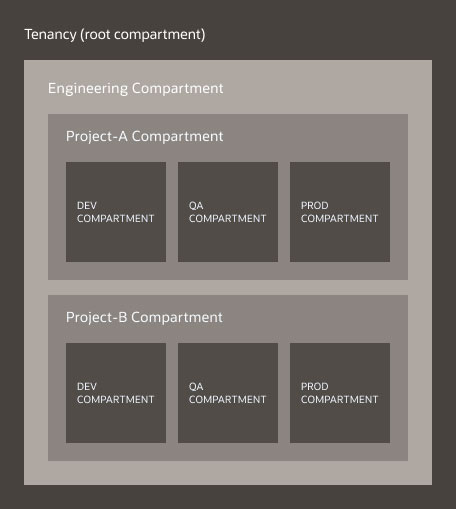 Tenancy (root compartment)
Engineering Compartment
Project-A Compartment
DEV
COMPARTMENT
QA
COMPARTMENT
PROD
COMPARTMENT
Project-B Compartment
DEV
COMPARTMENT
QA
COMPARTMENT
PROD
COMPARTMENT